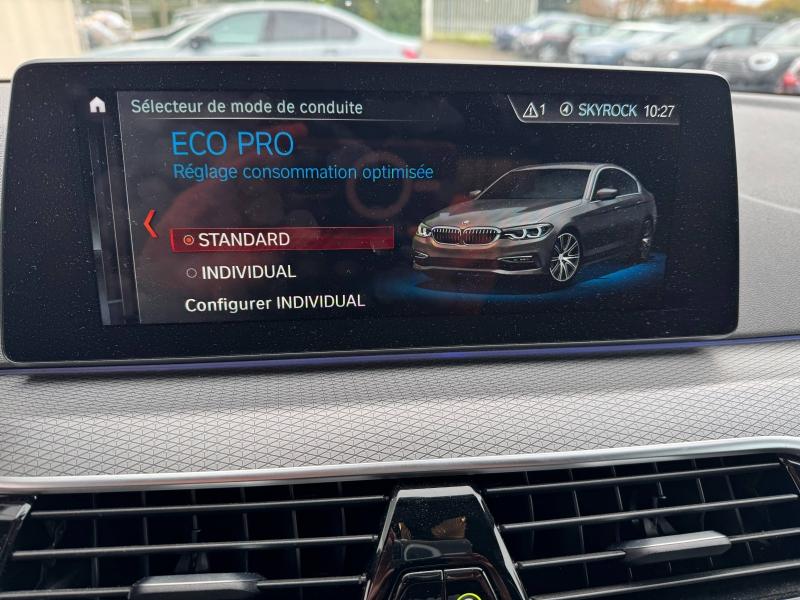 Sélecteur de mode de conduite
1 SKYROCK 10:27
ECO PRO
Réglage consommation optimisée
STANDARD
INDIVIDUAL
Configurer INDIVIDUAL